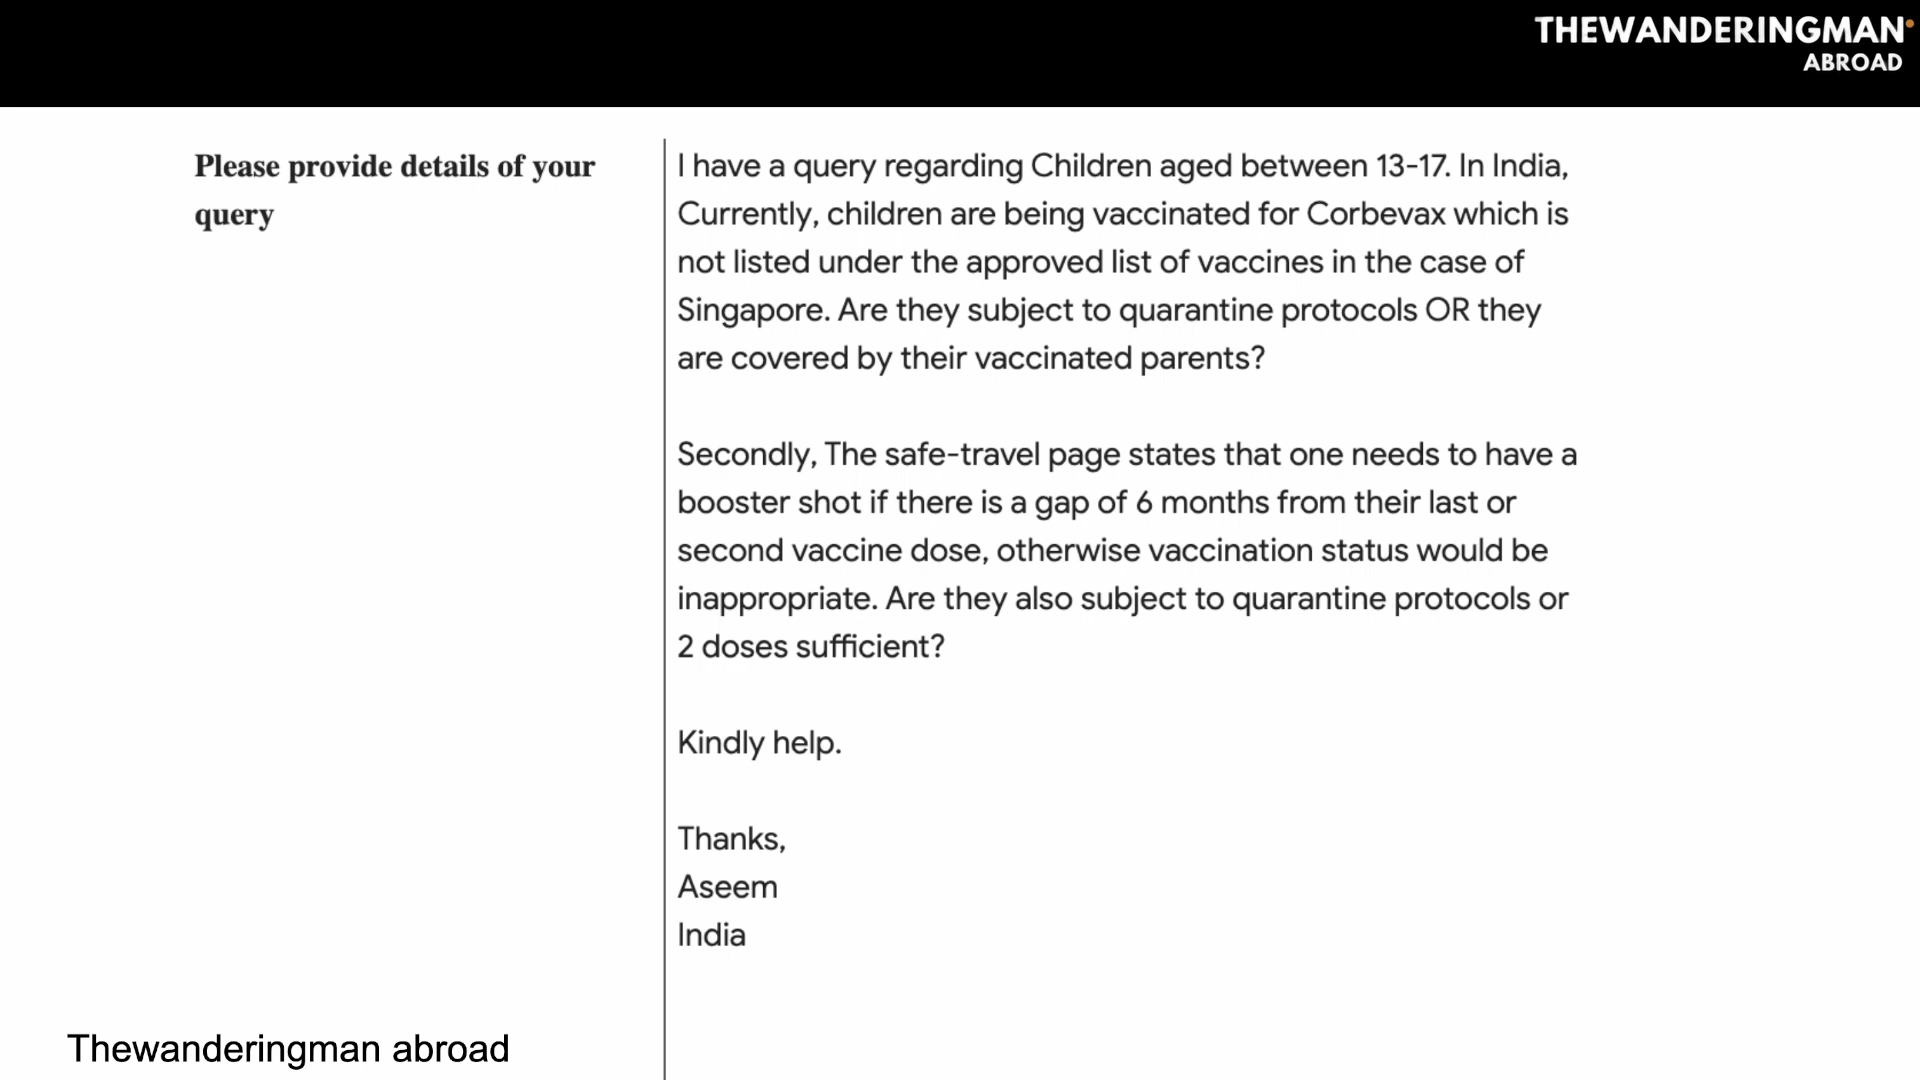 THEWANDERINGMAN
ABROAD
Please provide details of your
query
I have a query regarding Children aged between 13-17. In India,
Currently, children are being vaccinated for Corbevax which is
not listed under the approved list of vaccines in the case of
Singapore. Are they subject to quarantine protocols OR they
are covered by their vaccinated parents?
Secondly, The safe-travel page states that one needs to have a
booster shot if there is a gap of 6 months from their last or
second vaccine dose, otherwise vaccination status would be
inappropriate. Are they also subject to quarantine protocols or
2 doses sufficient?
Kindly help.
Thanks,
Aseem
India
Thewanderingman abroad